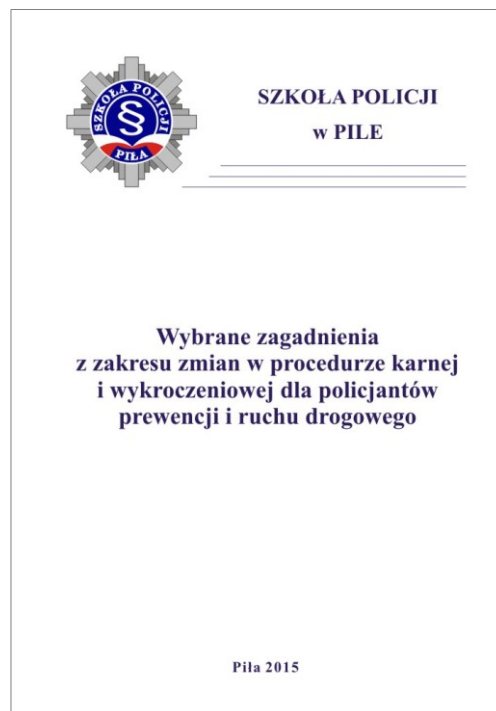 SZKOŁA POLICJI
§
PIŁA
SZKOŁA POLICJI
w PILE
Wybrane zagadnienia
z zakresu zmian w procedurze karnej
i wykroczeniowej dla policjantów
prewencji i ruchu drogowego
Piła 2015